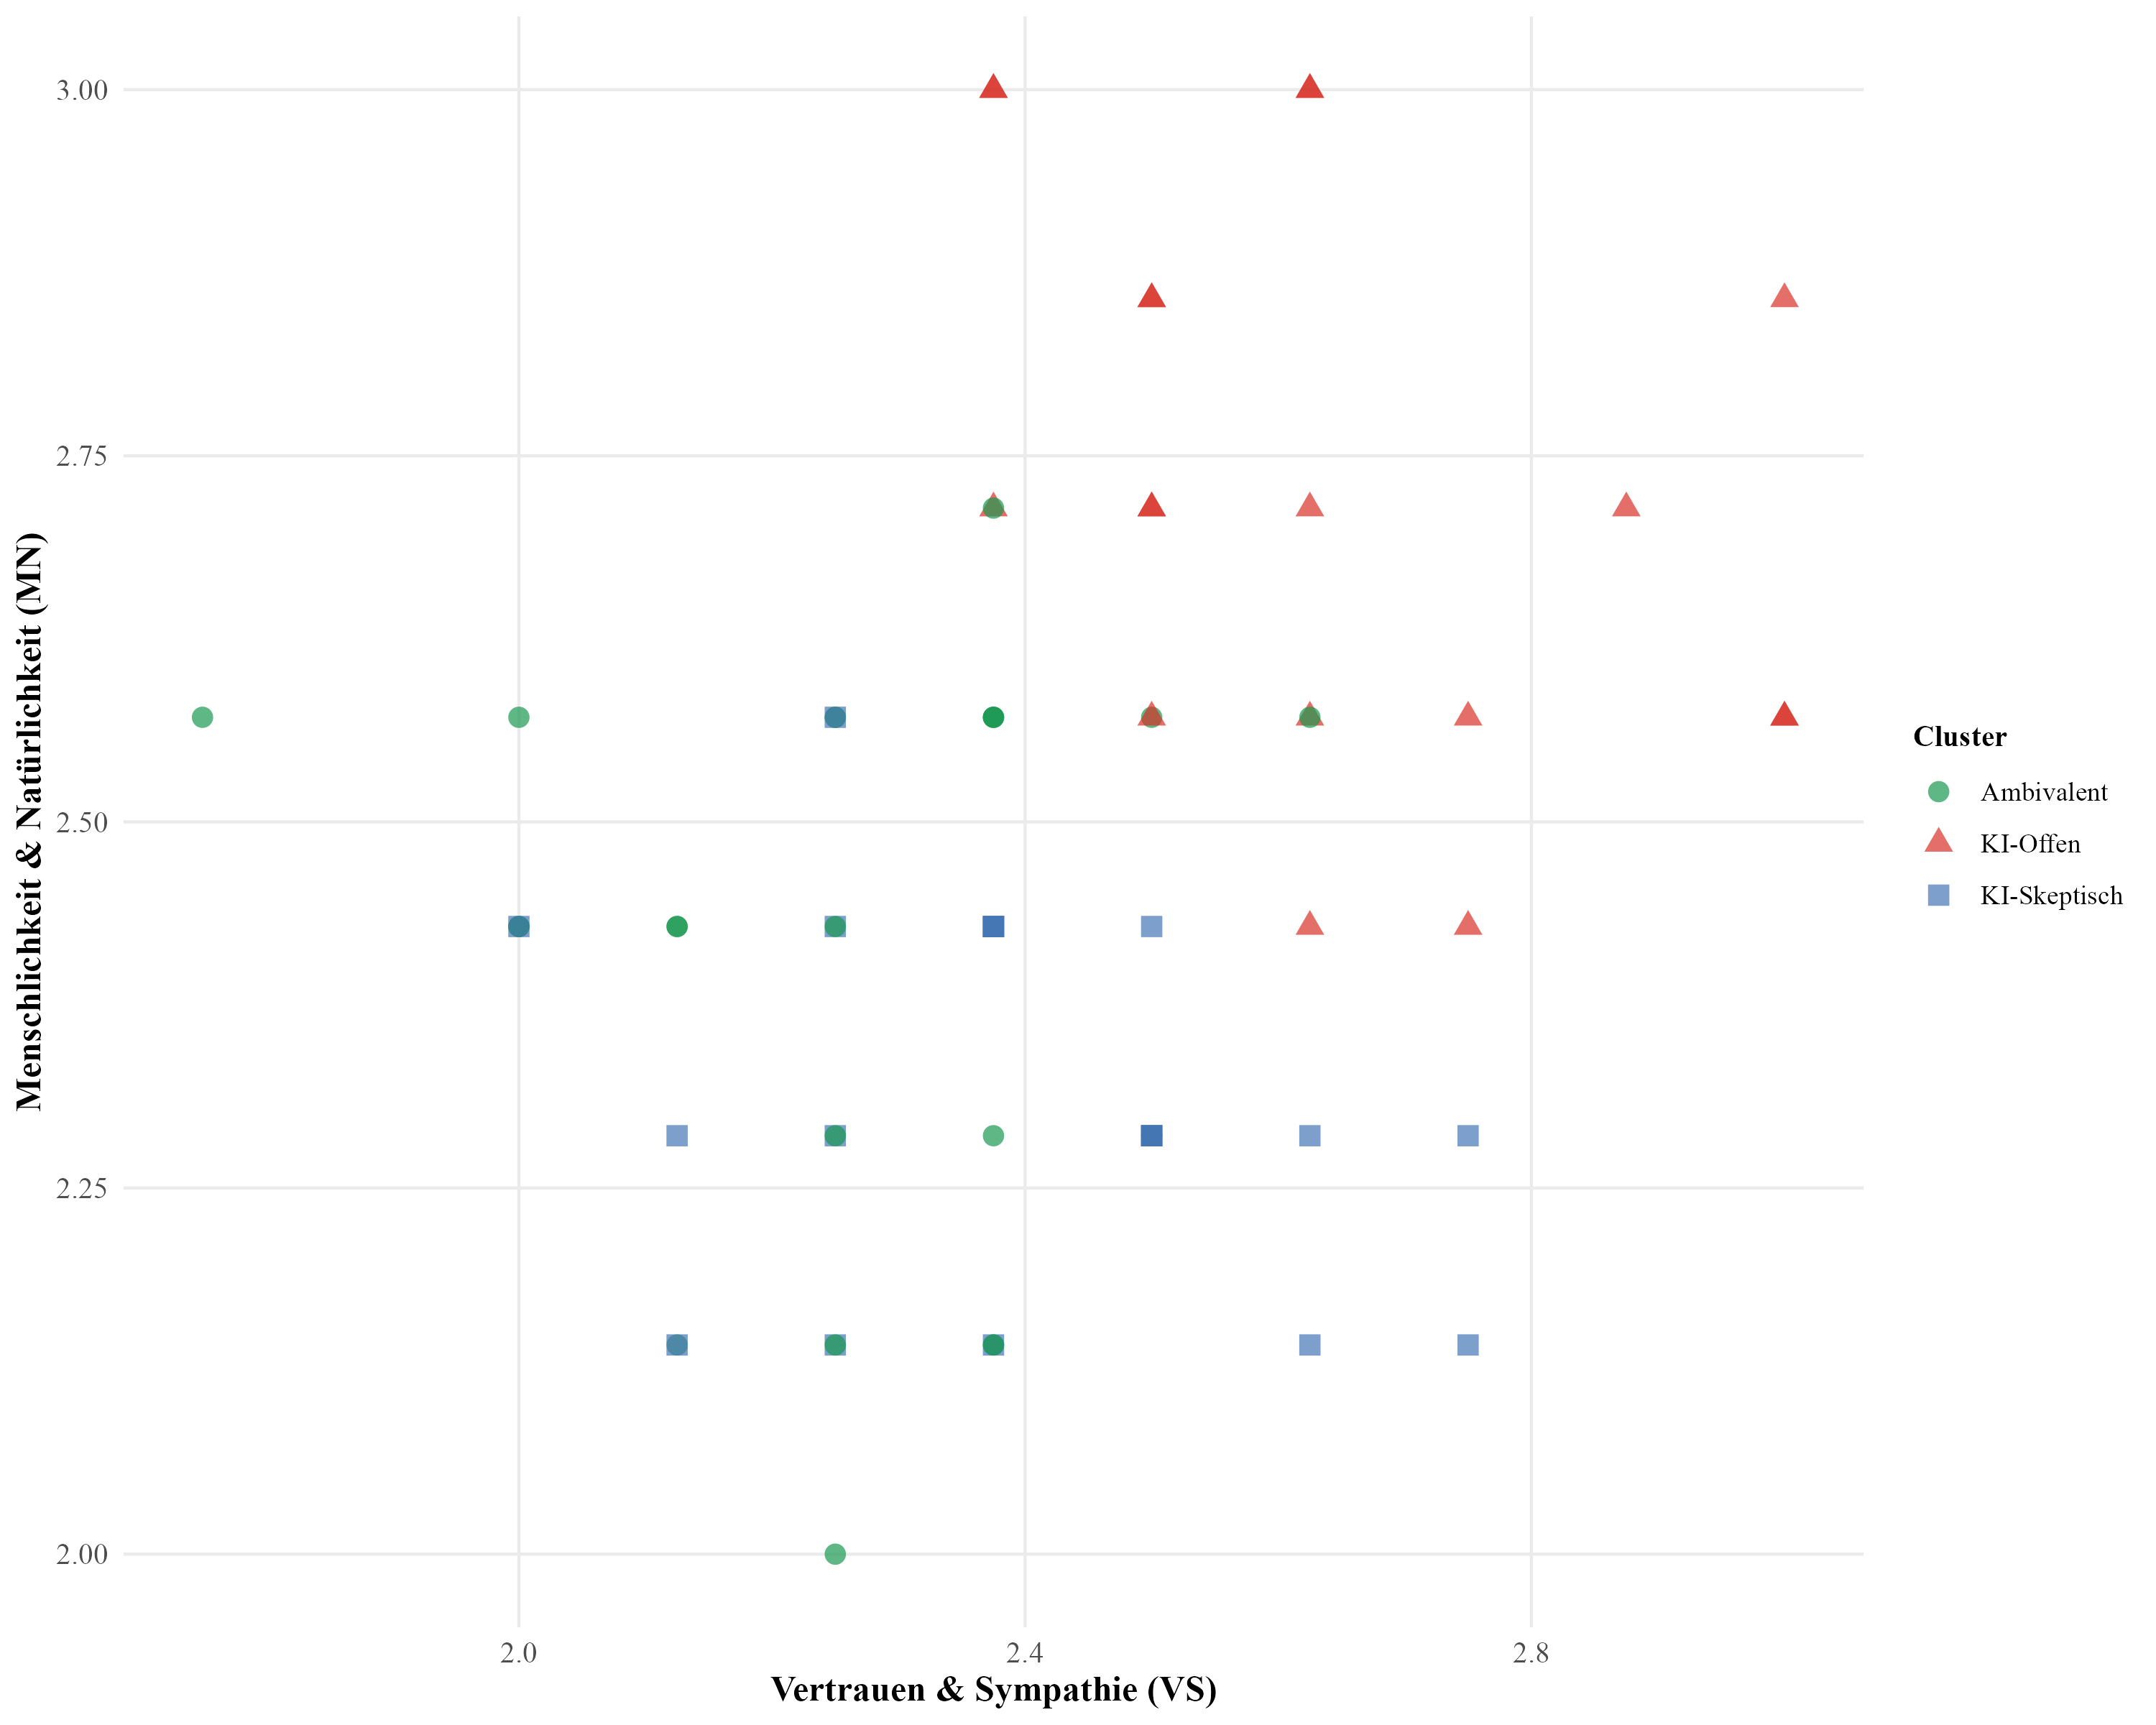 Menschlichkeit & Natürlichkeit (MN)
3.00
2.75
2.50
2.25
2.00
2.0
2.4
2.8
Vertrauen & Sympathie (VS)
Cluster
Ambivalent
KI-Offen
KI-Skeptisch